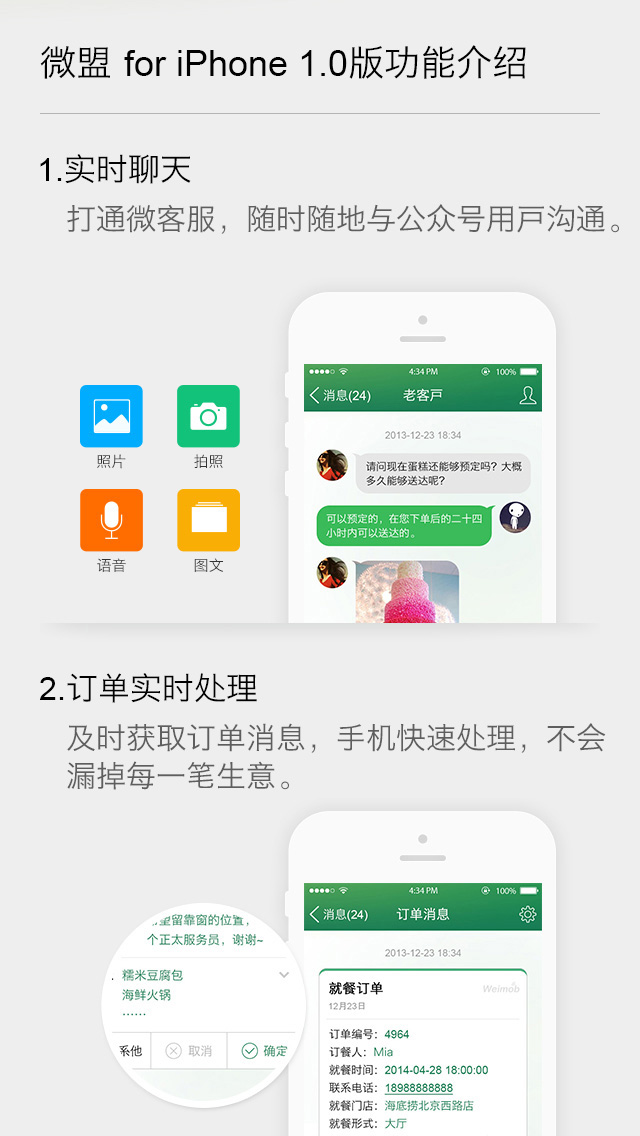 微盟 for iPhone 1.0版功能介绍
1.实时聊天
打通微客服，随时随地与公众号用戸沟通。
照片
拍照
语音
图文
4:34 PM
100%
消息(24)
老客戸
2013-12-23 18:34
请问现在蛋糕还能够预定吗？大概
多久能够送达呢？
可以预定的，在您下单后的二十四
小时内可以送达的。
2.订单实时处理
及时获取订单消息，手机快速处理，不会
漏掉每一笔生意。
望留靠窗的位置，
个正太服务员，谢谢~
糯米豆腐包
海鲜火锅
······
系他
取消
确定
4:34 PM
100%
消息(24)
订单消息
2013-12-23 18:34
就餐订单
Weimob
12月23日
订单编号：4964
订餐人：Mia
就餐时间：2014-04-28 18:00:00
联系电话：18988888888
就餐门店：海底捞北京西路店
就餐形式：大厅